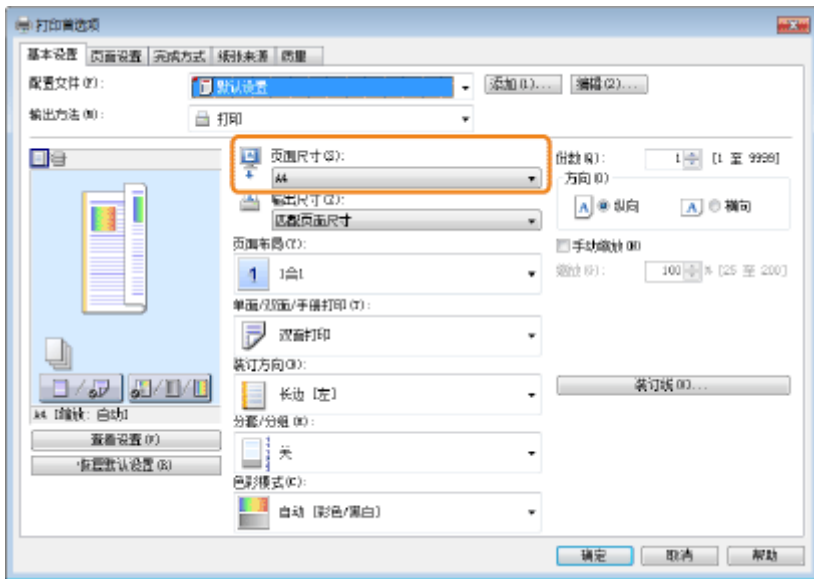 打印首选项
基本设置 页面设置 完成方式 纸张来源 质量
配置文件(F): 默认设置 添加(1)... 编辑(2)...
输出方法(M): 打印
页面尺寸(S):
A4
输出尺寸(Z):
匹配页面尺寸
页面布局(Y):
1合1
单面/双面/手册打印(T):
双面打印
装订方向(B):
长边 [左]
分套/分组(K):
关
色彩模式(C):
自动 [彩色/黑白]
份数(Q): 1 [1 至 9999]
方向(O)
A 纵向 A 横向
手动缩放(N)
缩放(G): 100 % [25 至 200]
装订线(X)...
A4 [缩放: 自动]
查看设置(V)
恢复默认设置(R)
确定 取消 帮助